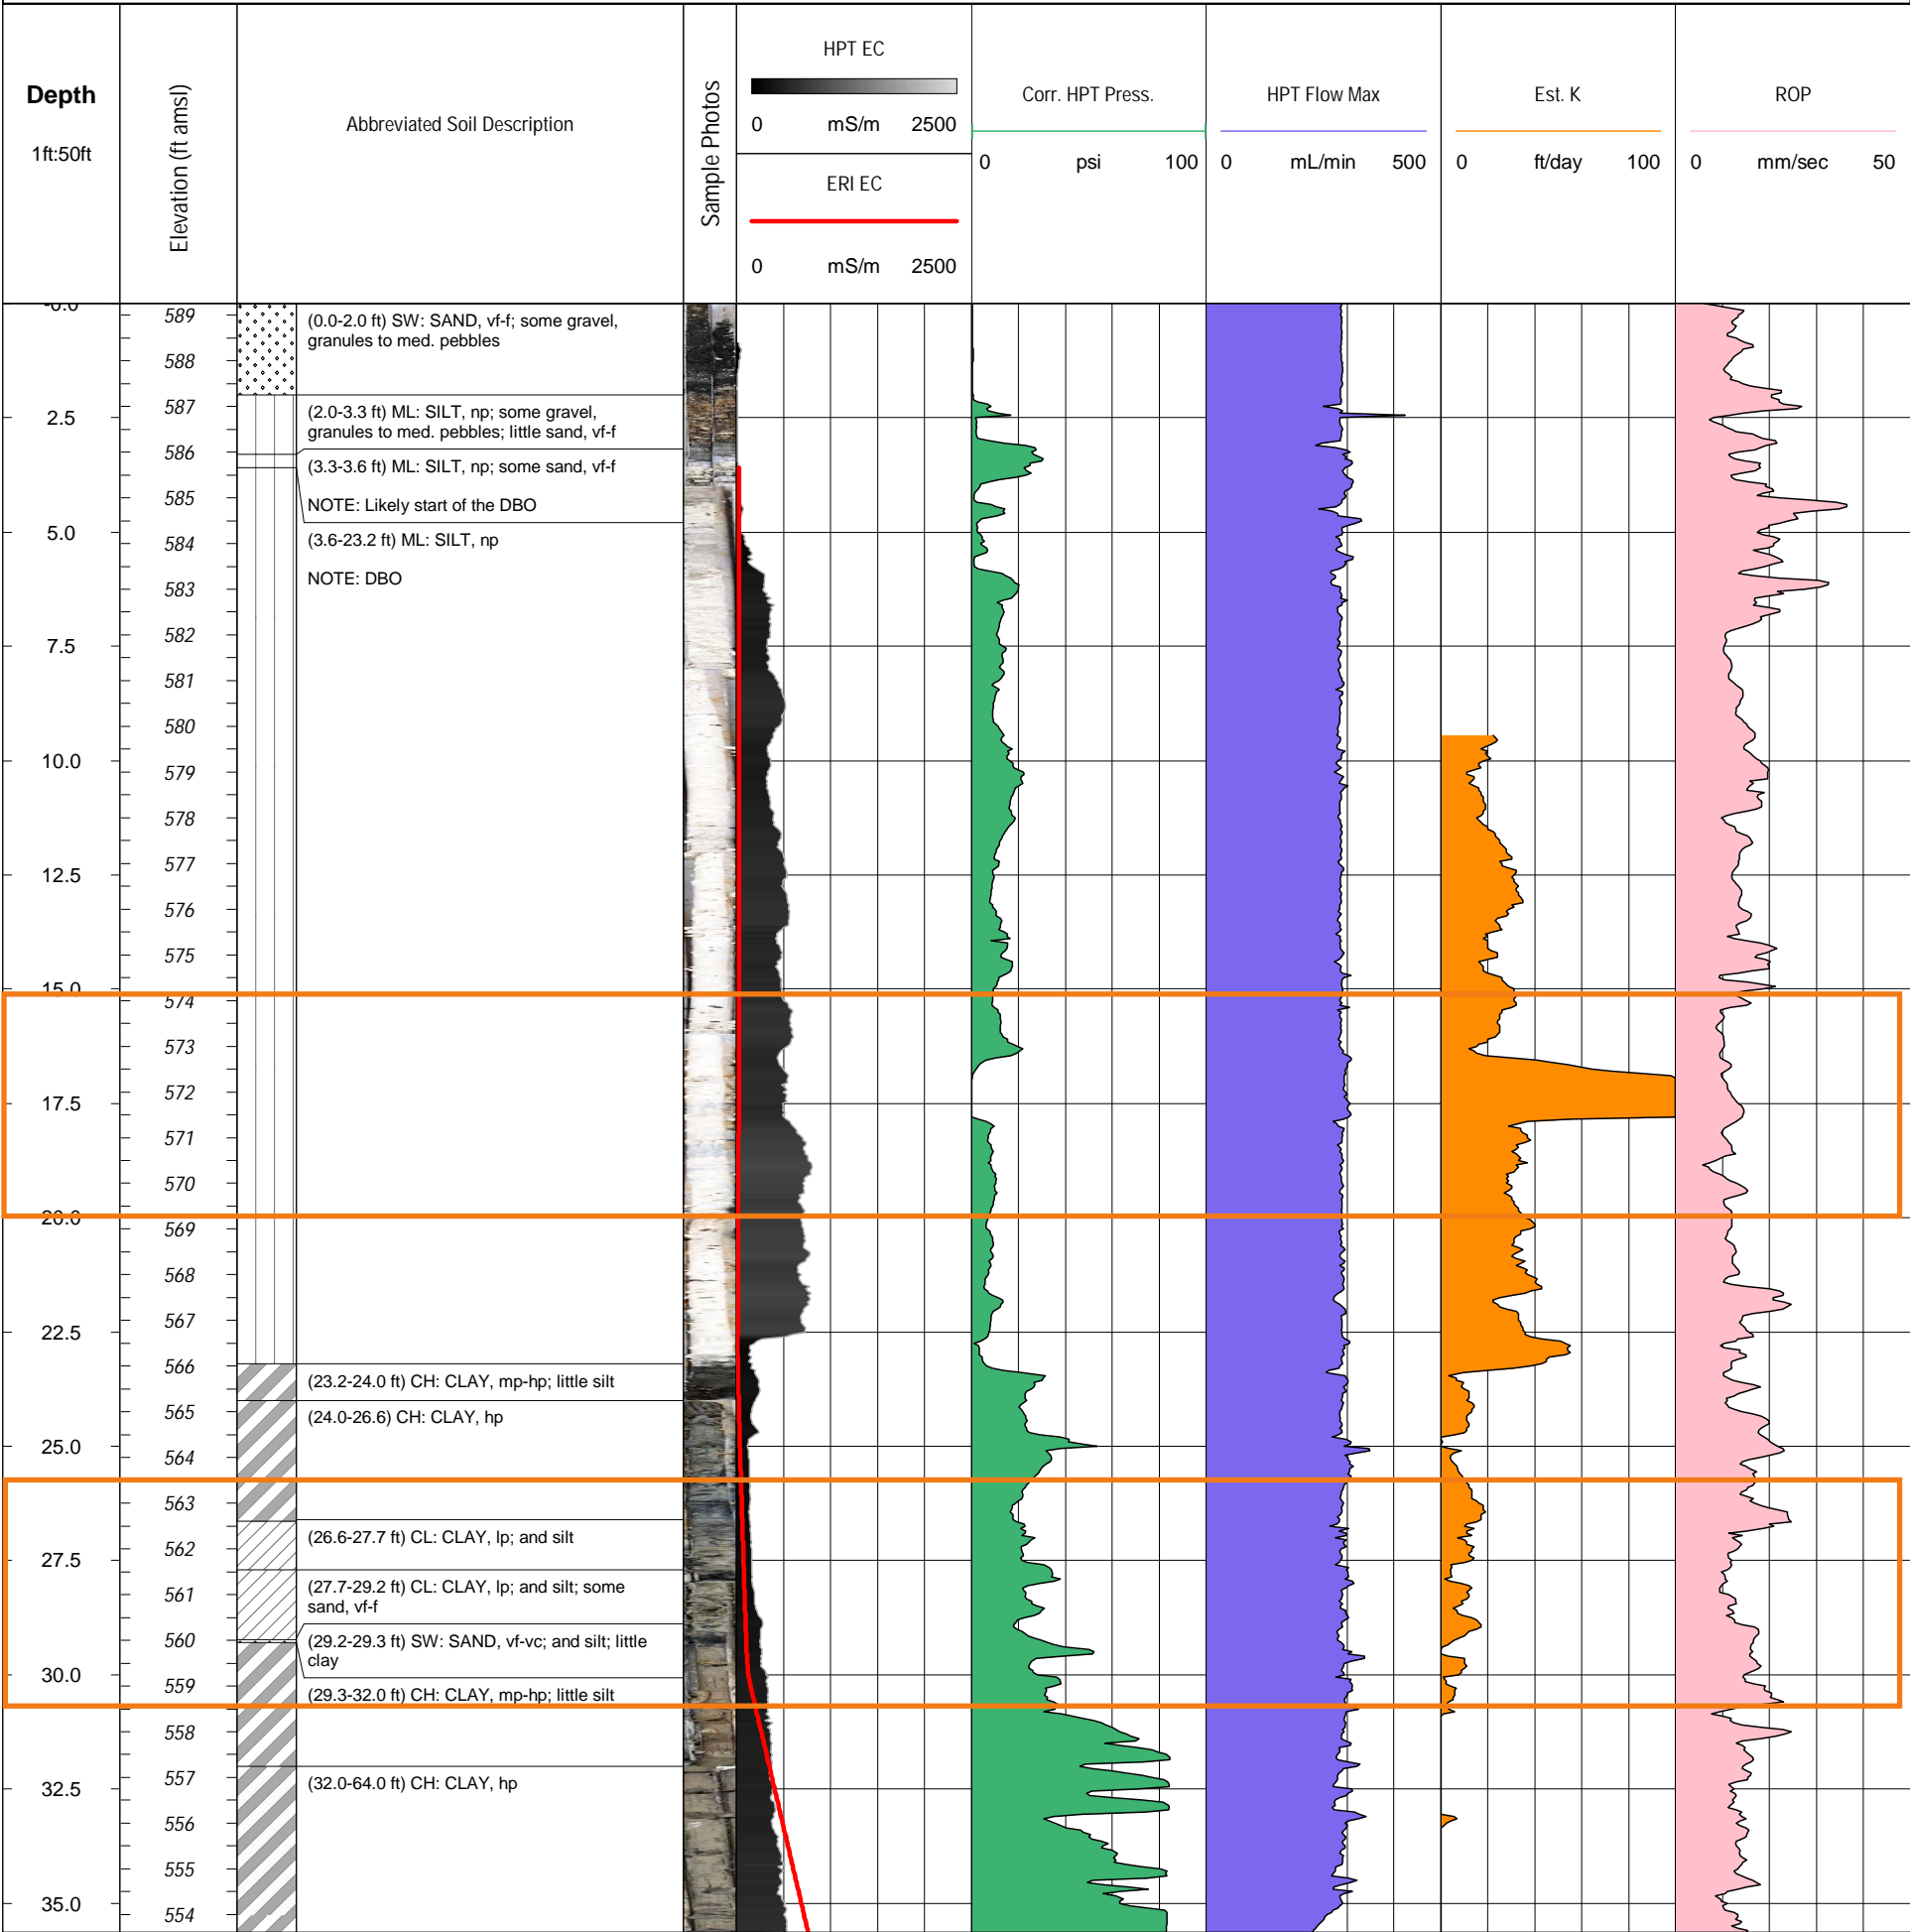 Depth
1ft:50ft
Elevation (ft amsl)
Abbreviated Soil Description
Sample Photos
HPT EC
0 mS/m 2500
ERI EC
0 mS/m 2500
Corr. HPT Press.
0 psi 100
HPT Flow Max
0 mL/min 500
Est. K
0 ft/day 100
ROP
0 mm/sec 50
-0.0
589
(0.0-2.0 ft) SW: SAND, vf-f; some gravel,
granules to med. pebbles
588
587
2.5
(2.0-3.3 ft) ML: SILT, np; some gravel,
granules to med. pebbles; little sand, vf-f
586
(3.3-3.6 ft) ML: SILT, np; some sand, vf-f
585
NOTE: Likely start of the DBO
5.0
584
(3.6-23.2 ft) ML: SILT, np
583
NOTE: DBO
582
7.5
581
580
10.0
579
578
577
12.5
576
575
15.0
574
573
572
17.5
571
570
20.0
569
568
567
22.5
566
(23.2-24.0 ft) CH: CLAY, mp-hp; little silt
565
(24.0-26.6) CH: CLAY, hp
25.0
564
563
(26.6-27.7 ft) CL: CLAY, lp; and silt
562
27.5
561
(27.7-29.2 ft) CL: CLAY, lp; and silt; some
sand, vf-f
560
(29.2-29.3 ft) SW: SAND, vf-vc; and silt; little
clay
30.0
559
(29.3-32.0 ft) CH: CLAY, mp-hp; little silt
558
557
(32.0-64.0 ft) CH: CLAY, hp
32.5
556
555
35.0
554